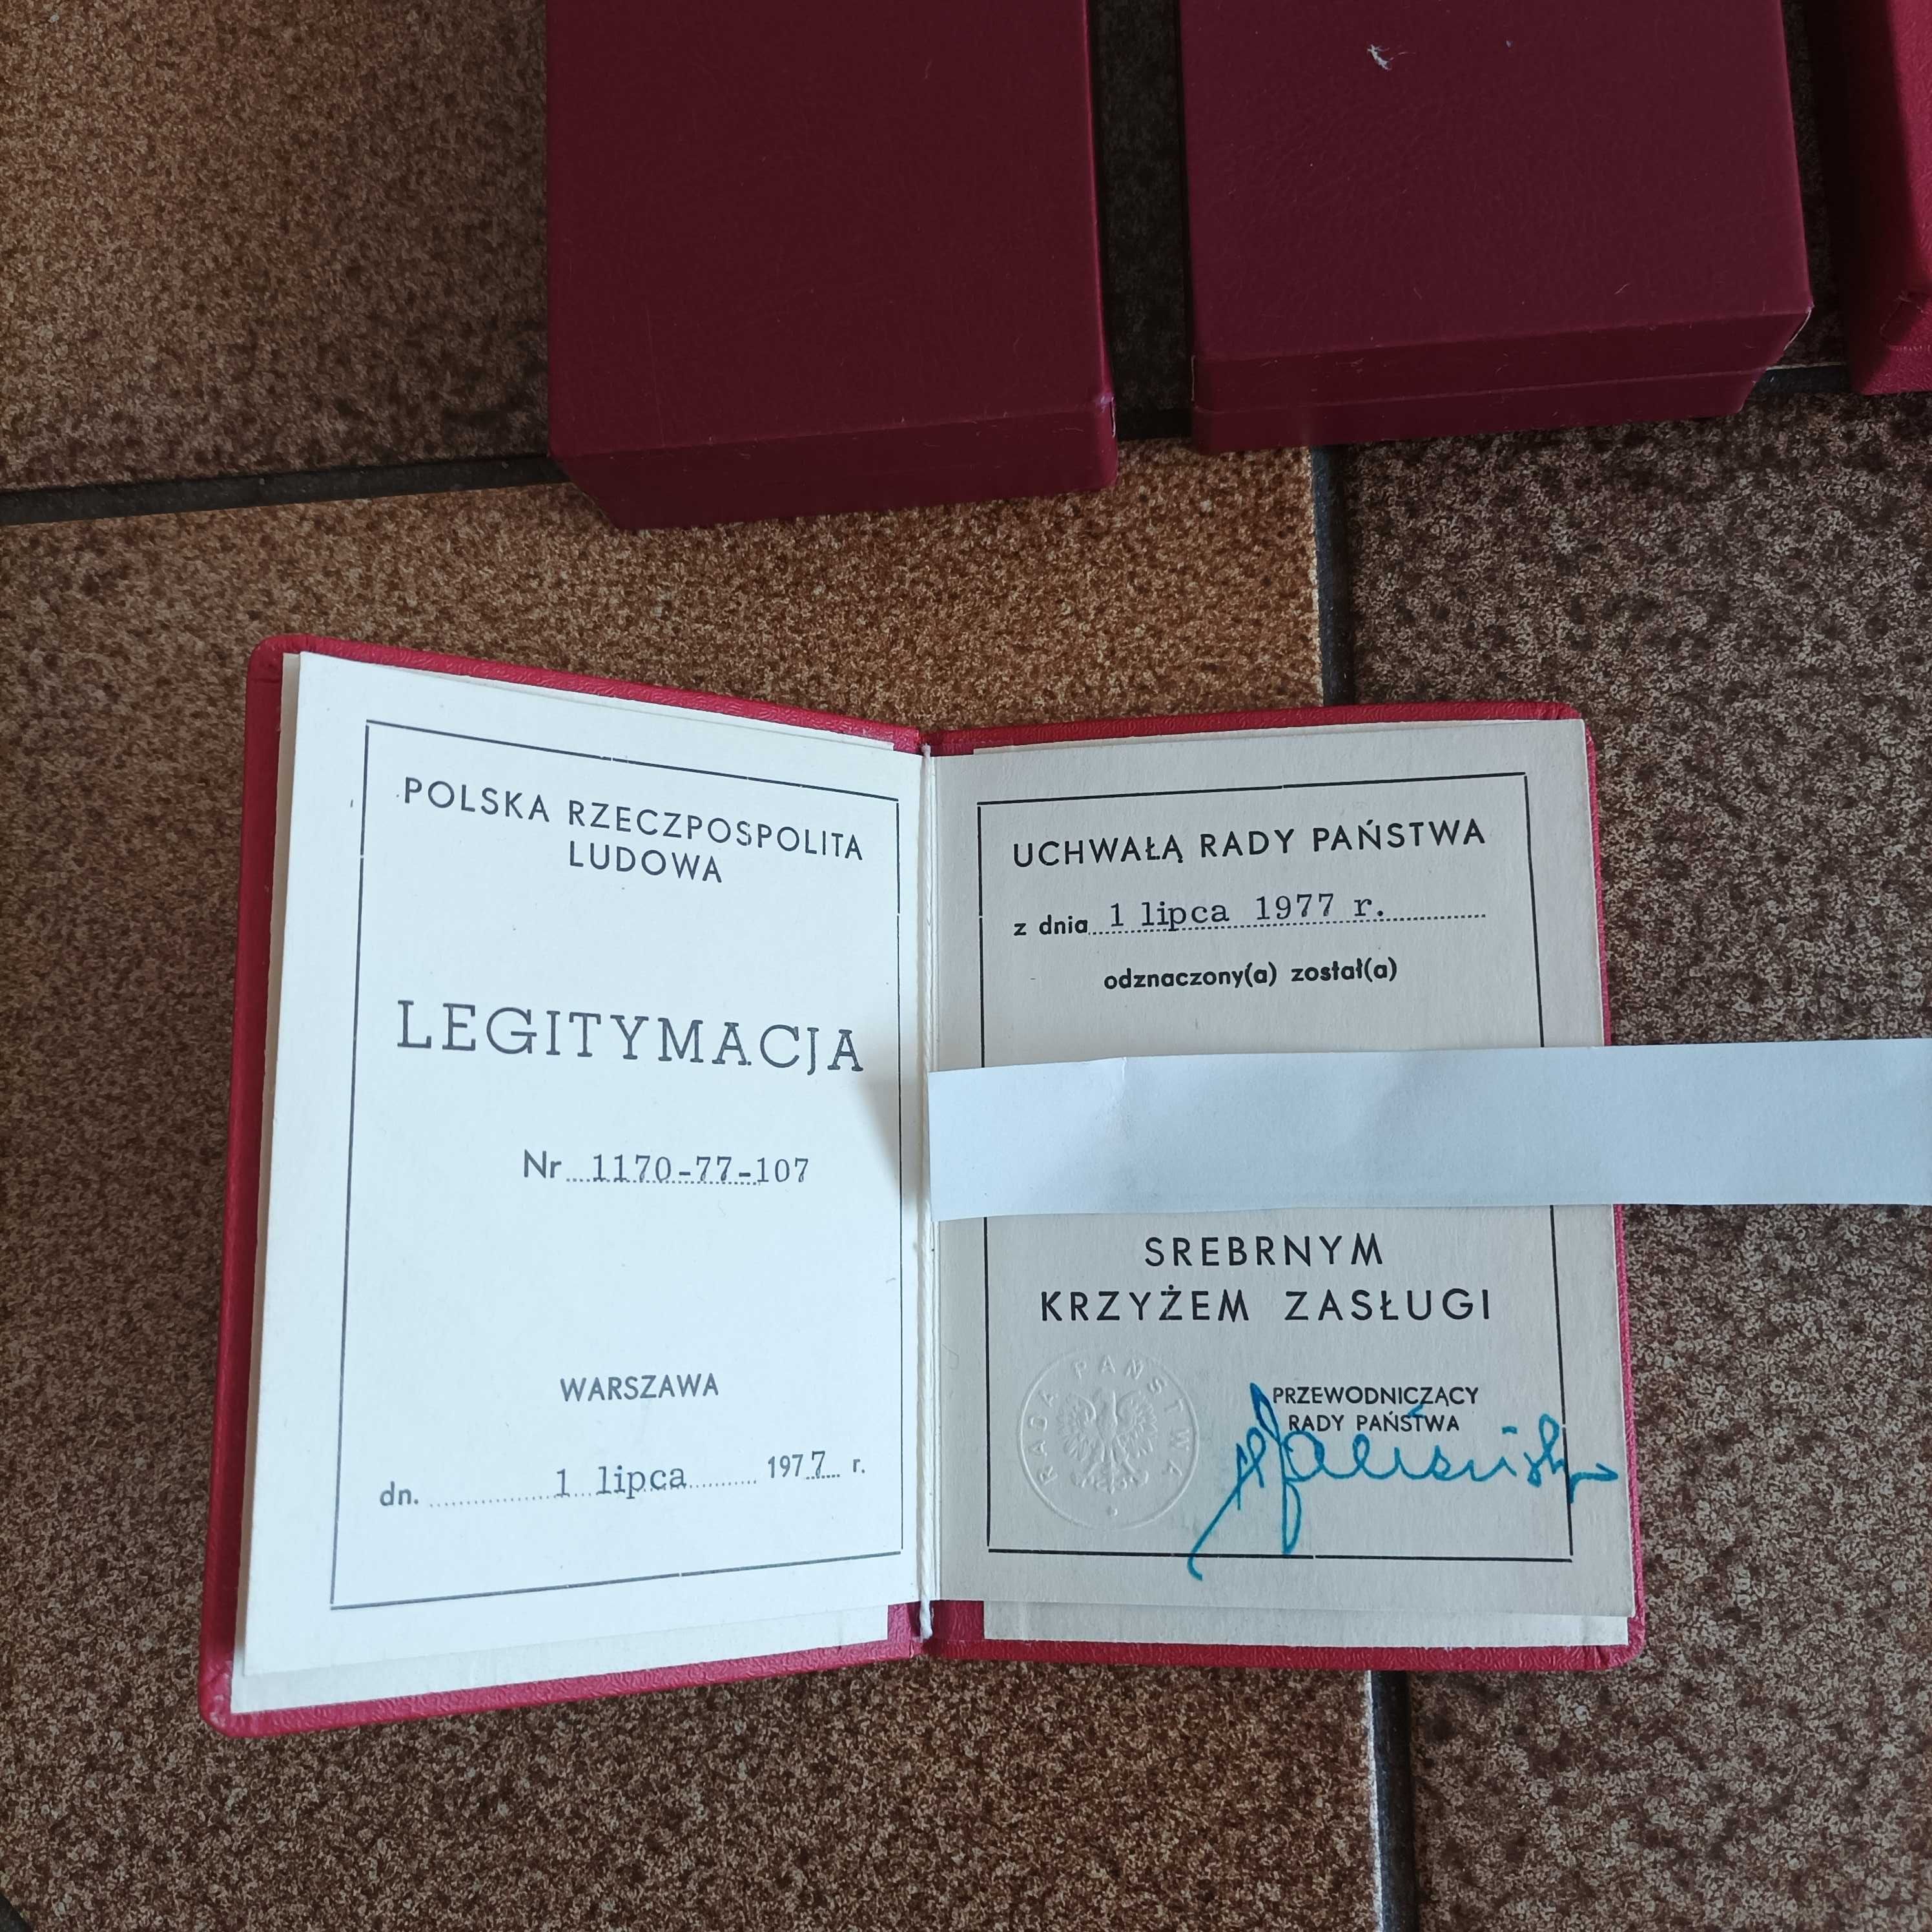 POLSKA RZECZPOSPOLITA
LUDOWA
LEGITYMACJA
Nr 1170-77-107
WARSZAWA
dn. 1 lipca 1977 r.
UCHWAŁĄ RADY PAŃSTWA
z dnia 1 lipca 1977 r.
odznaczony(a) został(a)
SREBRNYM
KRZYŻEM ZASŁUGI
PRZEWODNICZĄCY
RADY PAŃSTWA
RADA PAŃSTWA